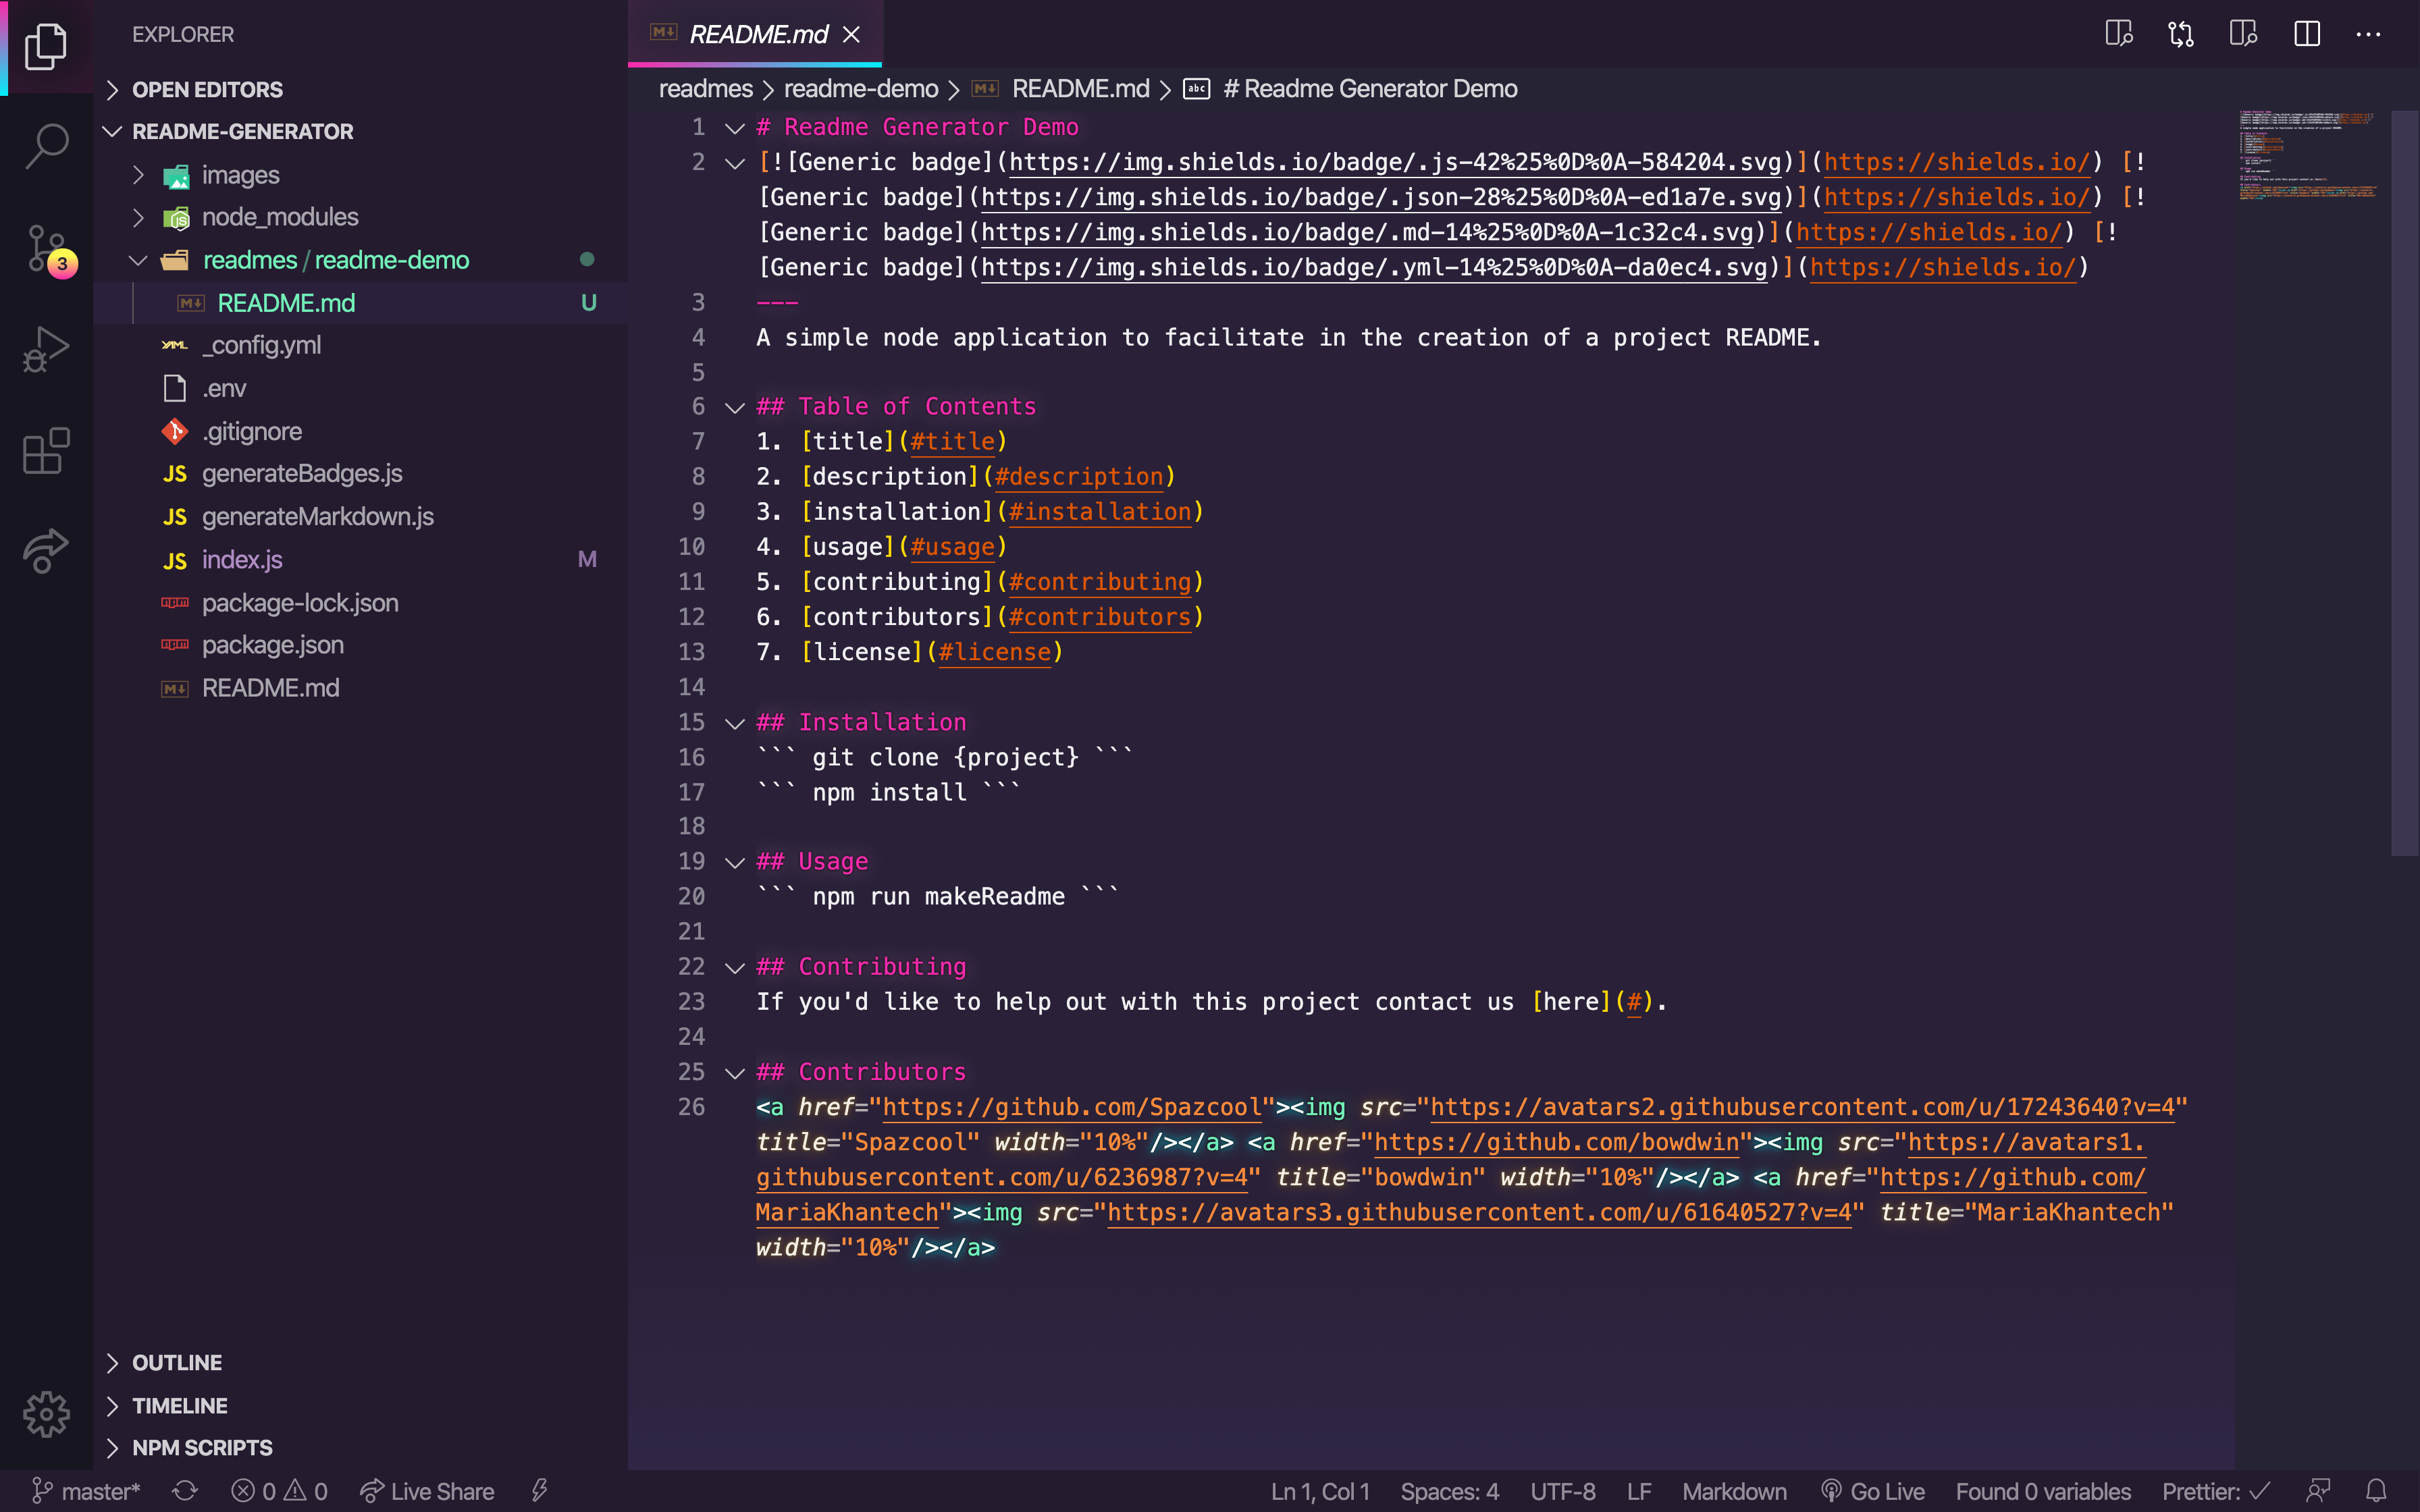 EXPLORER
OPEN EDITORS
README-GENERATOR
images
node_modules
readmes / readme-demo
README.md U
_config.yml
.env
.gitignore
JS generateBadges.js
JS generateMarkdown.js
JS index.js M
package-lock.json
package.json
README.md
OUTLINE
TIMELINE
NPM SCRIPTS
3
README.md
readmes > readme-demo > README.md > abc # Readme Generator Demo
1 # Readme Generator Demo
2 [![Generic badge](https://img.shields.io/badge/.js-42%25%0D%0A-584204.svg)](https://shields.io/) [!
[Generic badge](https://img.shields.io/badge/.json-28%25%0D%0A-ed1a7e.svg)](https://shields.io/) [!
[Generic badge](https://img.shields.io/badge/.md-14%25%0D%0A-1c32c4.svg)](https://shields.io/) [!
[Generic badge](https://img.shields.io/badge/.yml-14%25%0D%0A-da0ec4.svg)](https://shields.io/)
3 ---
4 A simple node application to facilitate in the creation of a project README.
5
6 ## Table of Contents
7 1. [title](#title)
8 2. [description](#description)
9 3. [installation](#installation)
10 4. [usage](#usage)
11 5. [contributing](#contributing)
12 6. [contributors](#contributors)
13 7. [license](#license)
14
15 ## Installation
16 ``` git clone {project} ```
17 ``` npm install ```
18
19 ## Usage
20 ``` npm run makeReadme ```
21
22 ## Contributing
23 If you'd like to help out with this project contact us [here](#).
24
25 ## Contributors
26 <a href="https://github.com/Spazcool"><img src="https://avatars2.githubusercontent.com/u/17243640?v=4"
title="Spazcool" width="10%"/></a> <a href="https://github.com/bowdwin"><img src="https://avatars1.
githubusercontent.com/u/6236987?v=4" title="bowdwin" width="10%"/></a> <a href="https://github.com/
MariaKhantech"><img src="https://avatars3.githubusercontent.com/u/61640527?v=4" title="MariaKhantech"
width="10%"/></a>
master* 0 0 Live Share Ln 1, Col 1 Spaces: 4 UTF-8 LF Markdown Go Live Found 0 variables Prettier: ✓